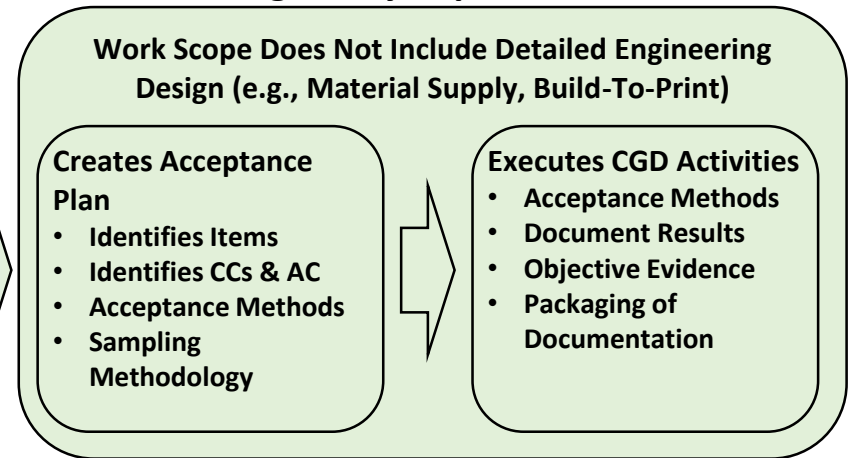 Work Scope Does Not Include Detailed Engineering
Design (e.g., Material Supply, Build-To-Print)
Creates Acceptance
Plan
• Identifies Items
• Identifies CCs & AC
• Acceptance Methods
• Sampling
Methodology
Executes CGD Activities
• Acceptance Methods
• Document Results
• Objective Evidence
• Packaging of
Documentation